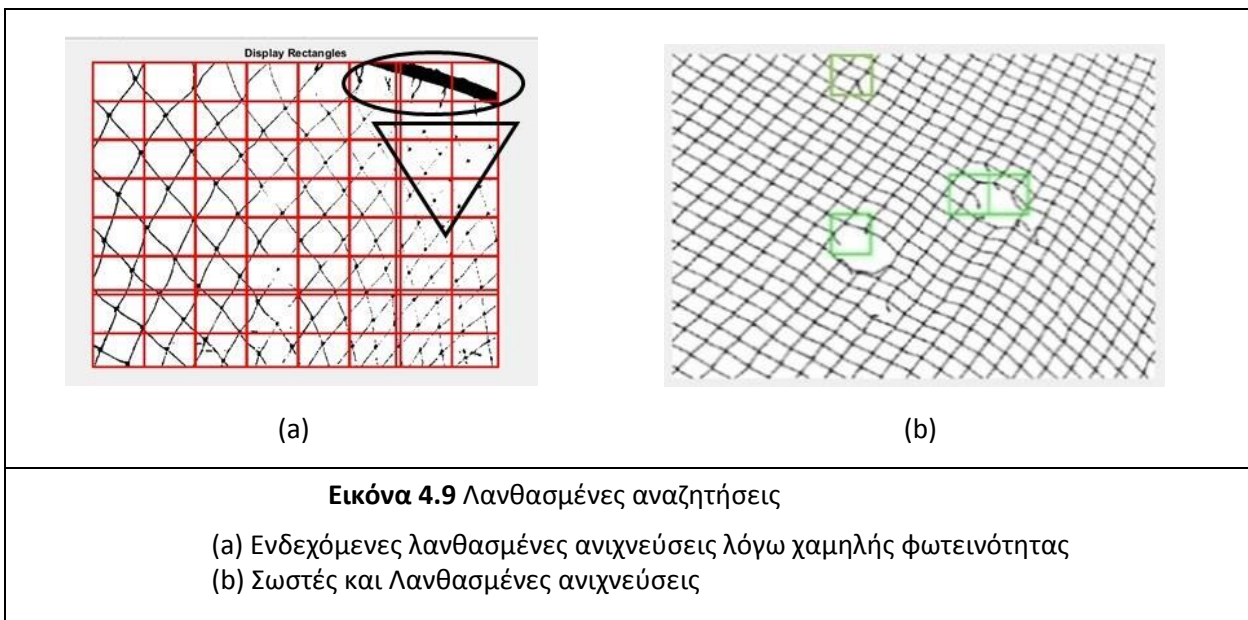 Display Rectangles
(a)
(b)
Εικόνα 4.9 Λανθασμένες αναζητήσεις
(a) Ενδεχόμενες λανθασμένες ανιχνεύσεις λόγω χαμηλής φωτεινότητας
(b) Σωστές και Λανθασμένες ανιχνεύσεις